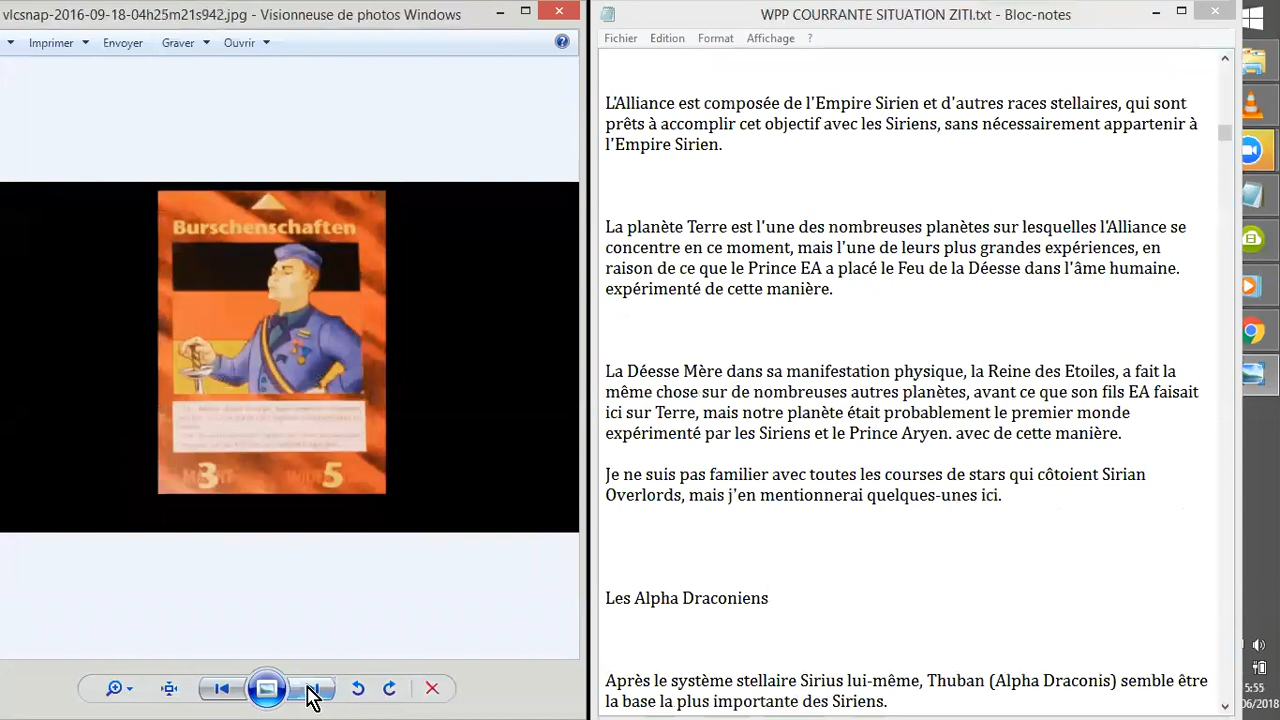 vlcsnap-2016-09-18-04h25m21s942.jpg - Visionneuse de photos Windows
Imprimer
Envoyer
Graver
Ouvrir
Burschenschaften
3
5
WPP COURRANTE SITUATION ZITI.txt - Bloc-notes
Fichier Edition Format Affichage ?
L'Alliance est composée de l'Empire Sirien et d'autres races stellaires, qui sont
prêts à accomplir cet objectif avec les Siriens, sans nécessairement appartenir à
l'Empire Sirien.
La planète Terre est l'une des nombreuses planètes sur lesquelles l'Alliance se
concentre en ce moment, mais l'une de leurs plus grandes expériences, en
raison de ce que le Prince EA a placé le Feu de la Déesse dans l'âme humaine.
expérimenté de cette manière.
La Déesse Mère dans sa manifestation physique, la Reine des Etoiles, a fait la
même chose sur de nombreuses autres planètes, avant ce que son fils EA faisait
ici sur Terre, mais notre planète était probablement le premier monde
expérimenté par les Siriens et le Prince Aryen. avec de cette manière.
Je ne suis pas familier avec toutes les courses de stars qui côtoient Sirian
Overlords, mais j'en mentionnerai quelques-unes ici.
Les Alpha Draconiens
Après le système stellaire Sirius lui-même, Thuban (Alpha Draconis) semble être
la base la plus importante des Siriens.
5:55
06/2018